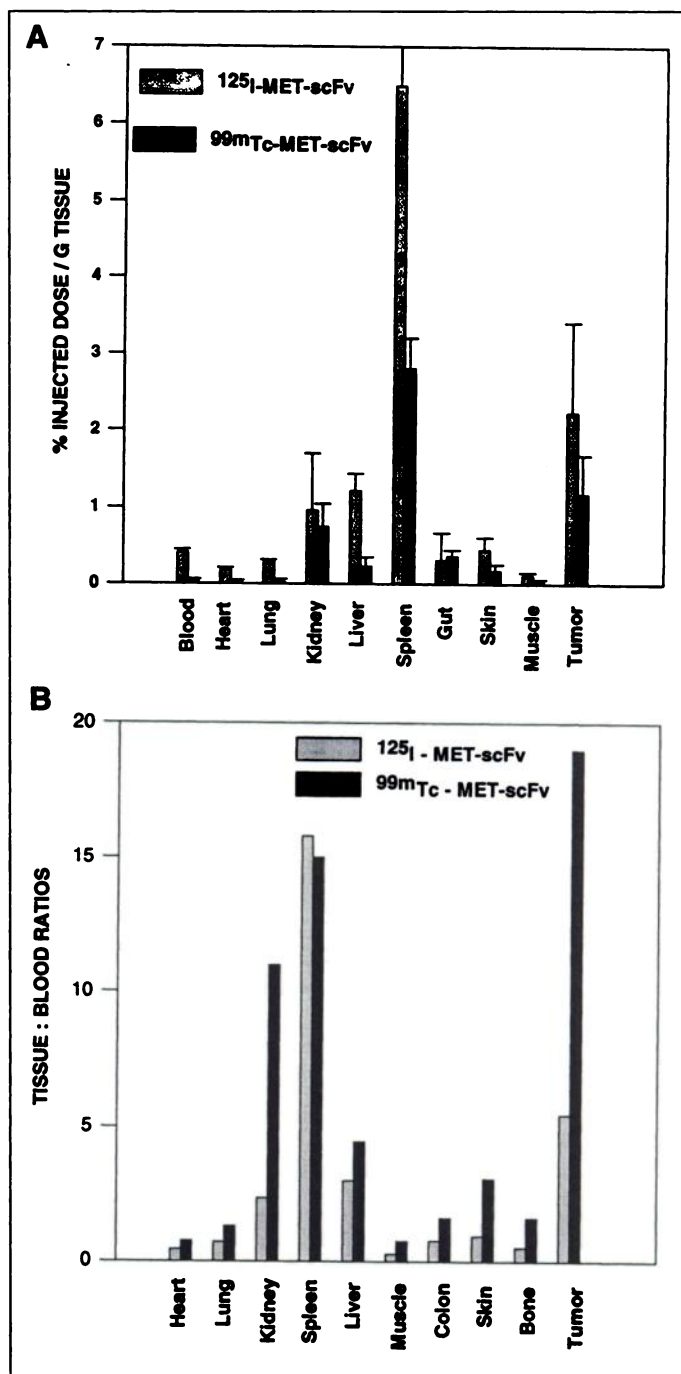 A
7
6
5
4
3
2
1
0
% INJECTED DOSE / G TISSUE
125I-MET-scFv
99mTc-MET-scFv
Blood
Heart
Lung
Kidney
Liver
Spleen
Gut
Skin
Muscle
Tumor
B
20
15
10
5
0
TISSUE : BLOOD RATIOS
125I - MET-scFv
99mTc - MET-scFv
Heart
Lung
Kidney
Spleen
Liver
Muscle
Colon
Skin
Bone
Tumor